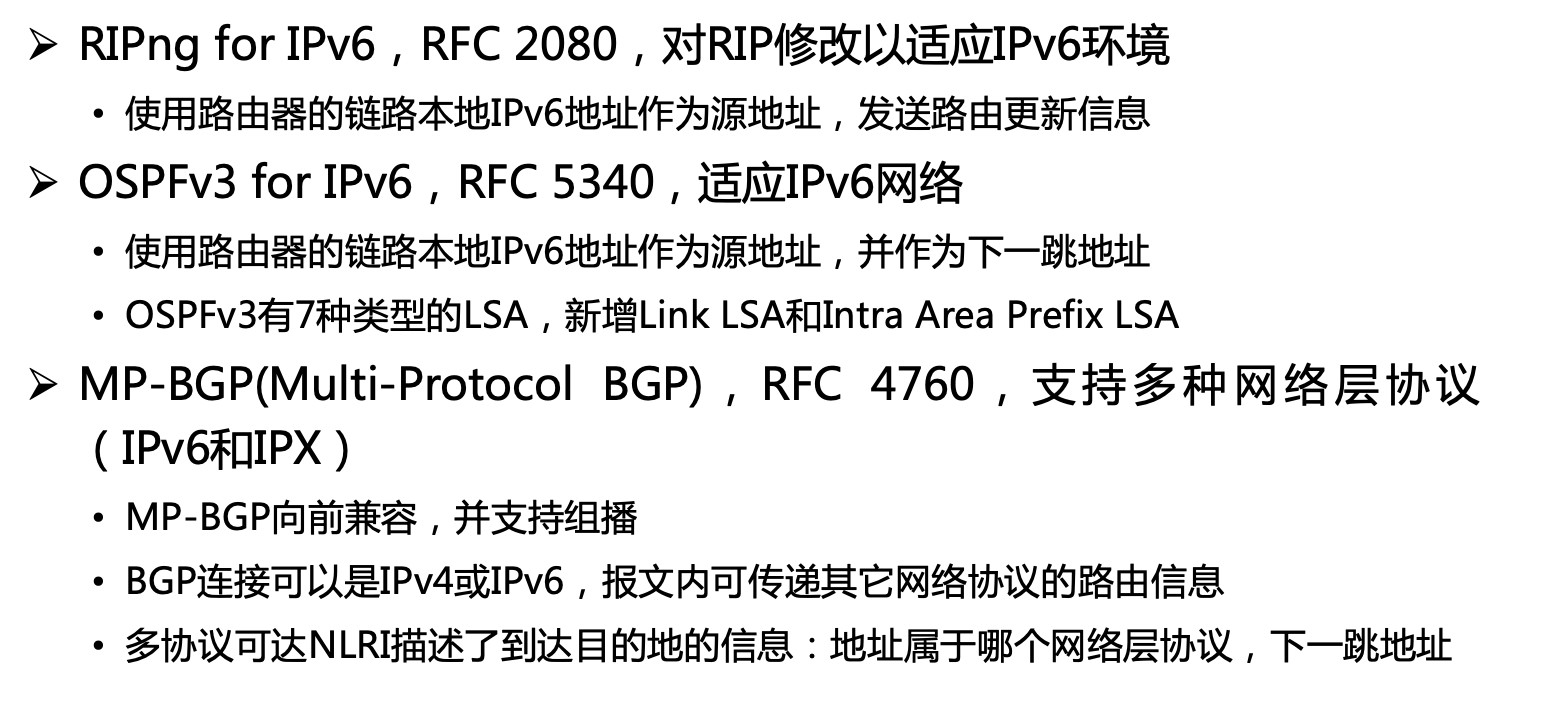 ➢ RIPng for IPv6，RFC 2080，对RIP修改以适应IPv6环境
• 使用路由器的链路本地IPv6地址作为源地址，发送路由更新信息
➢ OSPFv3 for IPv6，RFC 5340，适应IPv6网络
• 使用路由器的链路本地IPv6地址作为源地址，并作为下一跳地址
• OSPFv3有7种类型的LSA，新增Link LSA和Intra Area Prefix LSA
➢ MP-BGP(Multi-Protocol BGP)，RFC 4760，支持多种网络层协议
（IPv6和IPX）
• MP-BGP向前兼容，并支持组播
• BGP连接可以是IPv4或IPv6，报文内可传递其它网络协议的路由信息
• 多协议可达NLRI描述了到达目的地的信息：地址属于哪个网络层协议，下一跳地址